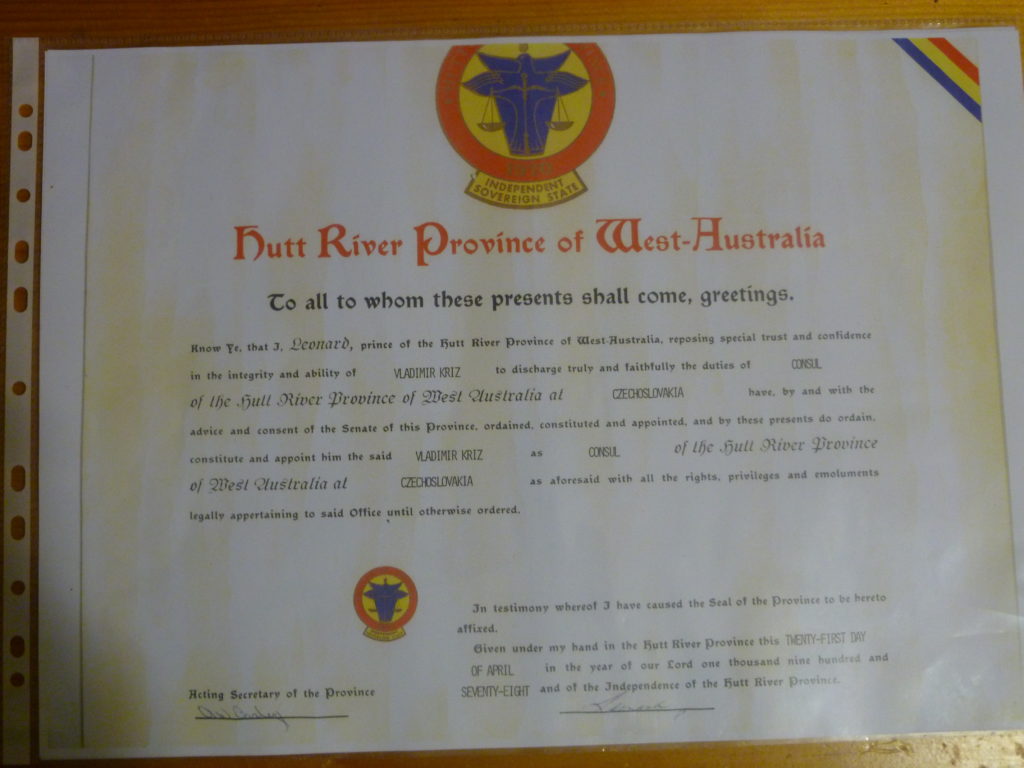 INDEPENDENT
SOVEREIGN STATE
Hutt River Province of West-Australia
To all to whom these presents shall come, greetings.
Know Ye, that I, Leonard, prince of the Hutt River Province of West-Australia, reposing special trust and confidence
in the integrity and ability of VLADIMIR KRIZ to discharge truly and faithfully the duties of CONSUL
of the Hutt River Province of West Australia at CZECHOSLOVAKIA have, by and with the
advice and consent of the Senate of this Province, ordained, constituted and appointed, and by these presents do ordain,
constitute and appoint him the said VLADIMIR KRIZ as CONSUL of the Hutt River Province
of West Australia at CZECHOSLOVAKIA as aforesaid with all the rights, privileges and emoluments
legally appertaining to said Office until otherwise ordered.
In testimony whereof I have caused the Seal of the Province to be hereto
affixed.
Given under my hand in the Hutt River Province this TWENTY-FIRST DAY
OF APRIL in the year of our Lord one thousand nine hundred and
SEVENTY-EIGHT and of the Independence of the Hutt River Province.
Acting Secretary of the Province
Leonard